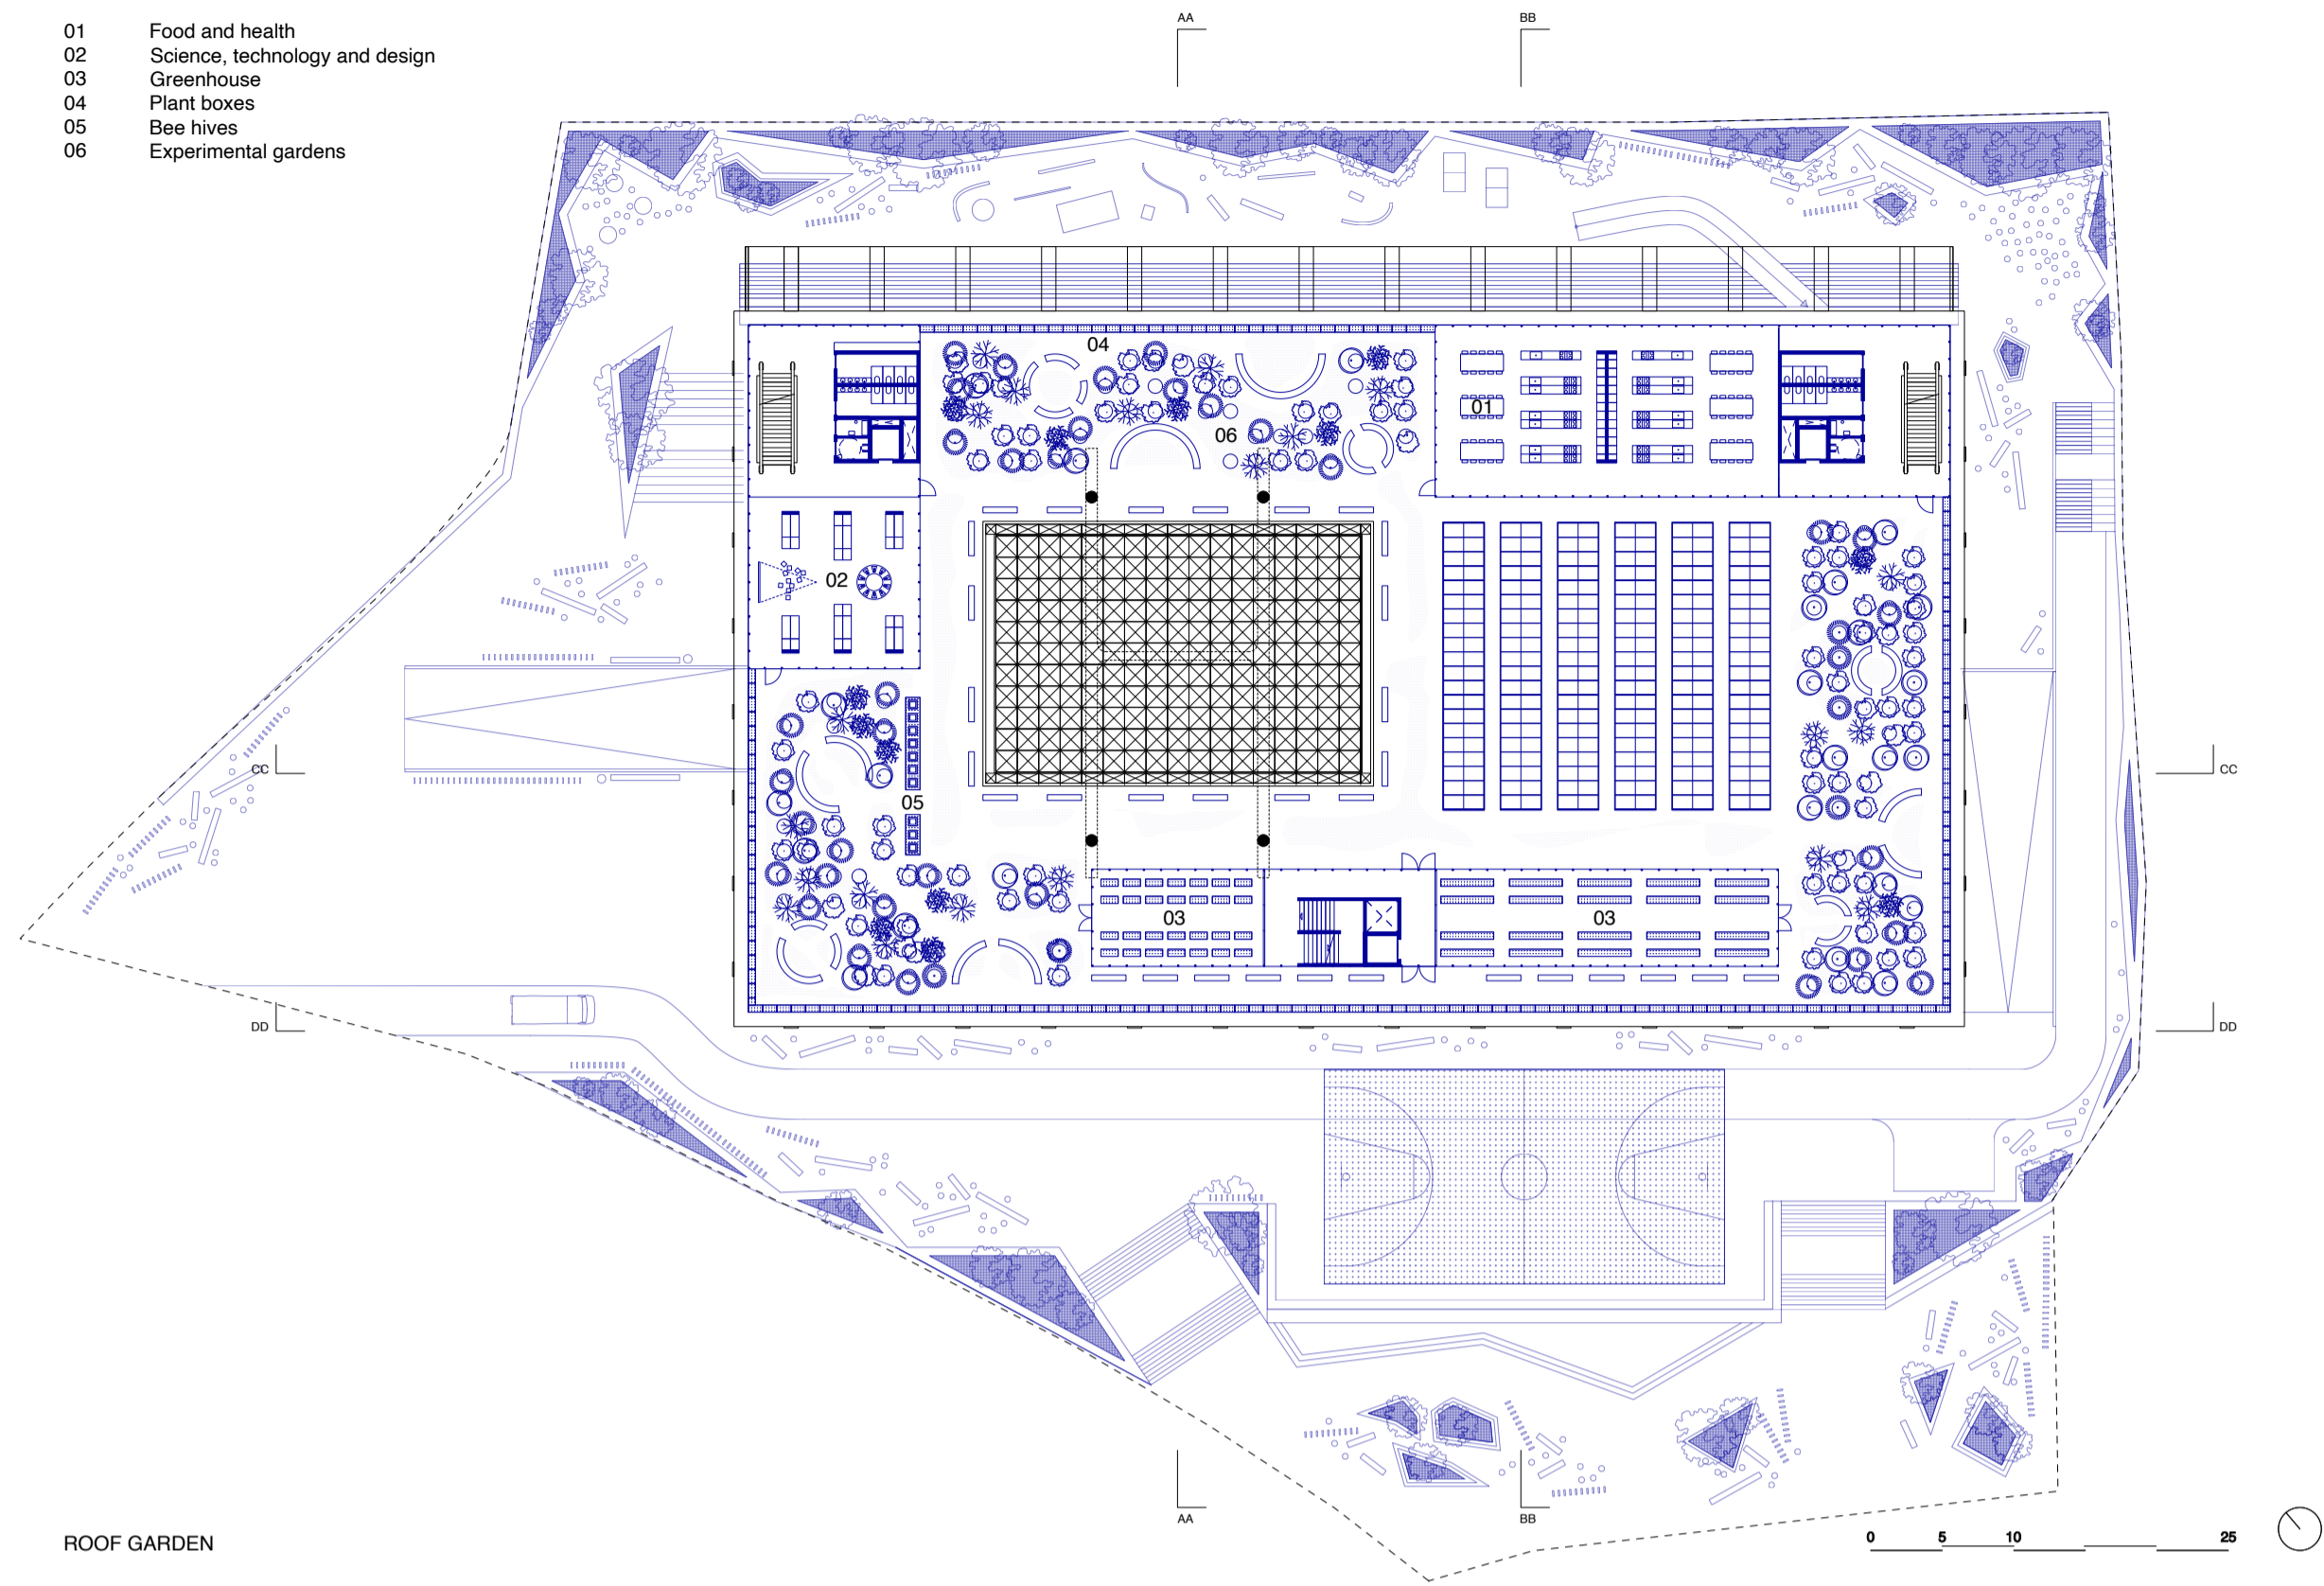 01 Food and health
02 Science, technology and design
03 Greenhouse
04 Plant boxes
05 Bee hives
06 Experimental gardens
AA
BB
04
01
06
02
05
CC
CC
03
03
DD
DD
AA
BB
ROOF GARDEN
0 5 10 25